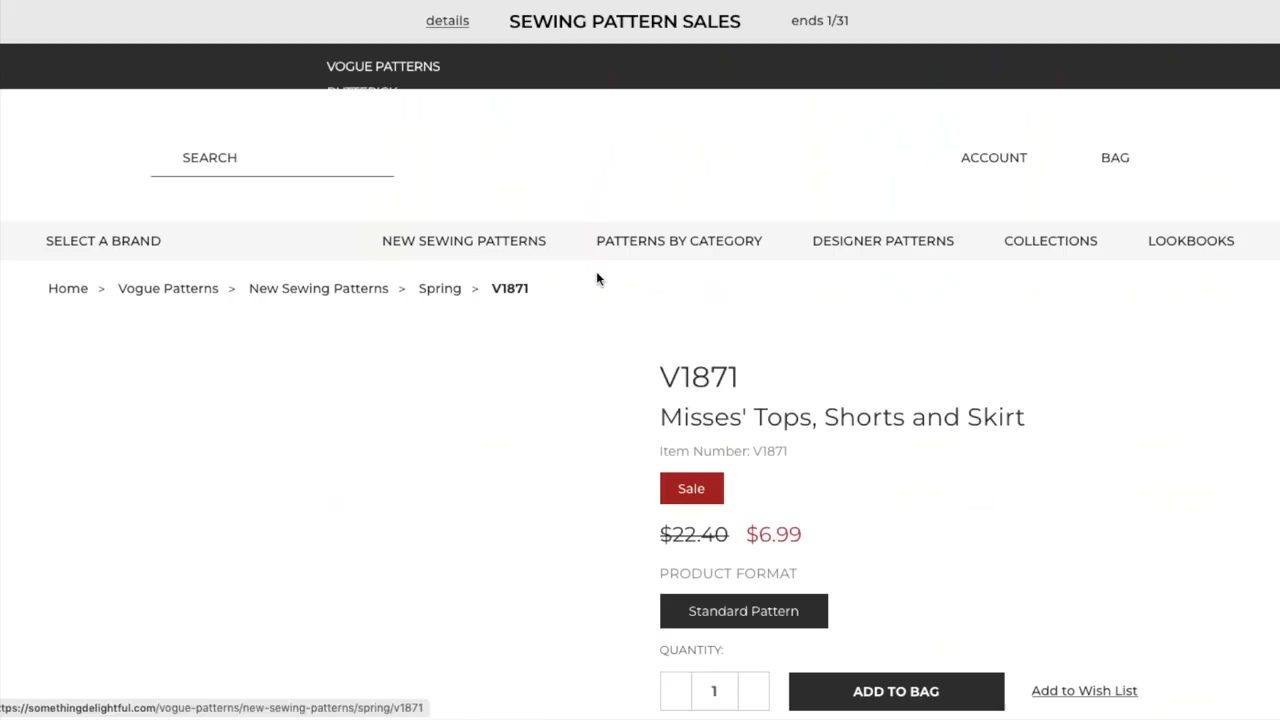 details SEWING PATTERN SALES ends 1/31
VOGUE PATTERNS
SEARCH
ACCOUNT BAG
SELECT A BRAND NEW SEWING PATTERNS PATTERNS BY CATEGORY DESIGNER PATTERNS COLLECTIONS LOOKBOOKS
Home > Vogue Patterns > New Sewing Patterns > Spring > V1871
V1871
Misses' Tops, Shorts and Skirt
Item Number: V1871
Sale
$22.40 $6.99
PRODUCT FORMAT
Standard Pattern
QUANTITY:
1 ADD TO BAG Add to Wish List
ttps://somethingdelightful.com/vogue-patterns/new-sewing-patterns/spring/v1871